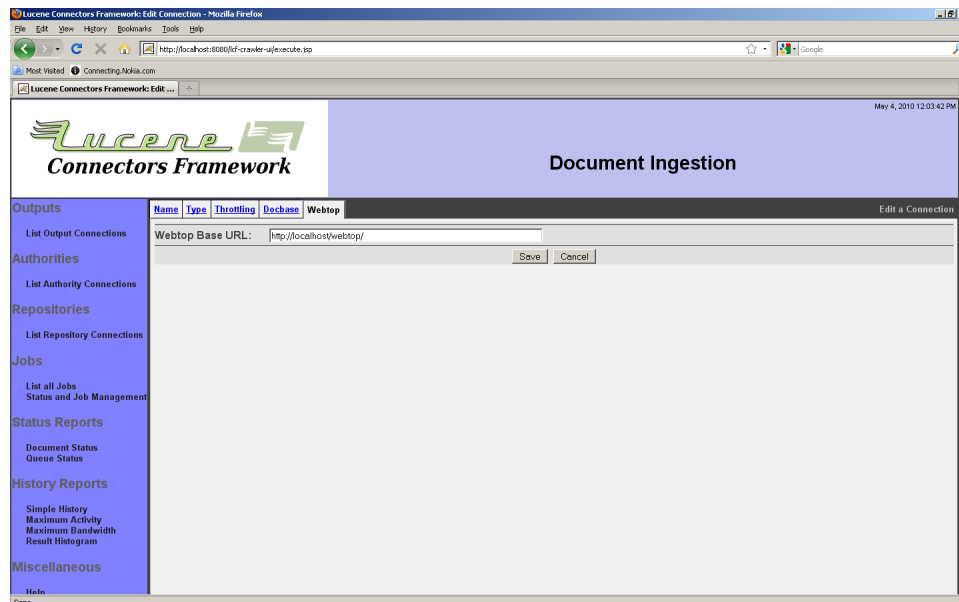 Lucene Connectors Framework: Edit Connection - Mozilla Firefox
File Edit View History Bookmarks Tools Help
http://localhost:8080/lcf-crawler-ui/execute.jsp
Google
Most Visited Connecting.Nokia.com
Lucene Connectors Framework: Edit ...
May 4, 2010 12:03:42 PM
Lucene
Connectors Framework
Document Ingestion
Outputs
List Output Connections
Authorities
List Authority Connections
Repositories
List Repository Connections
Jobs
List all Jobs
Status and Job Management
Status Reports
Document Status
Queue Status
History Reports
Simple History
Maximum Activity
Maximum Bandwidth
Result Histogram
Miscellaneous
Help
Name Type Throttling Docbase Webtop
Edit a Connection
Webtop Base URL: http://localhost/webtop/
Save Cancel
Done